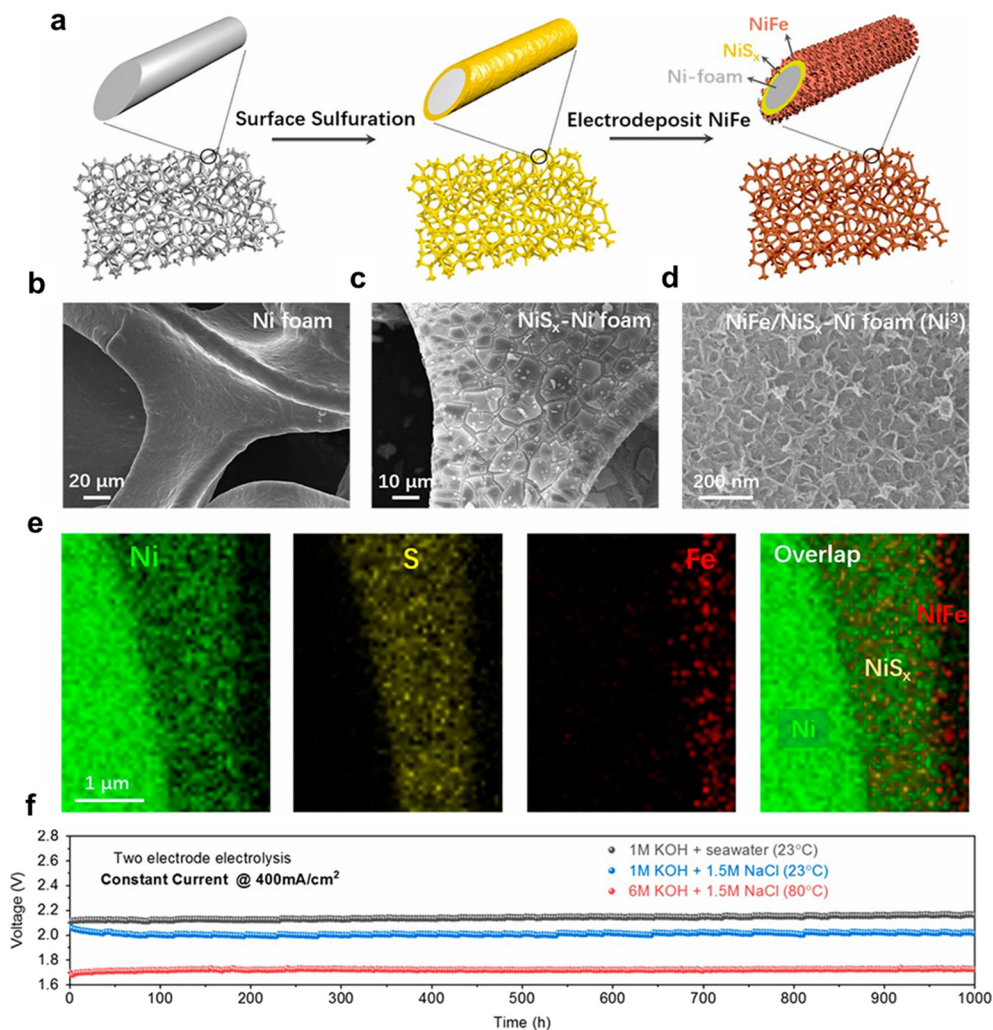 a
NiFe
NiSₓ
Ni-foam
Surface Sulfuration
Electrodeposit NiFe
b
c
d
Ni foam
NiSₓ-Ni foam
NiFe/NiSₓ-Ni foam (Ni³)
20 μm
10 μm
200 nm
e
Ni
S
Fe
Overlap
NiFe
NiSₓ
Ni
1 μm
f
2.8
2.6
2.4
2.2
2.0
1.8
1.6
Voltage (V)
Two electrode electrolysis
Constant Current @ 400mA/cm²
1M KOH + seawater (23°C)
1M KOH + 1.5M NaCl (23°C)
6M KOH + 1.5M NaCl (80°C)
0 100 200 300 400 500 600 700 800 900 1000
Time (h)